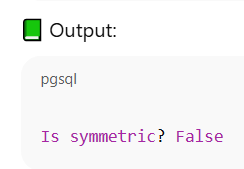 Output:
pgsql
Is symmetric? False